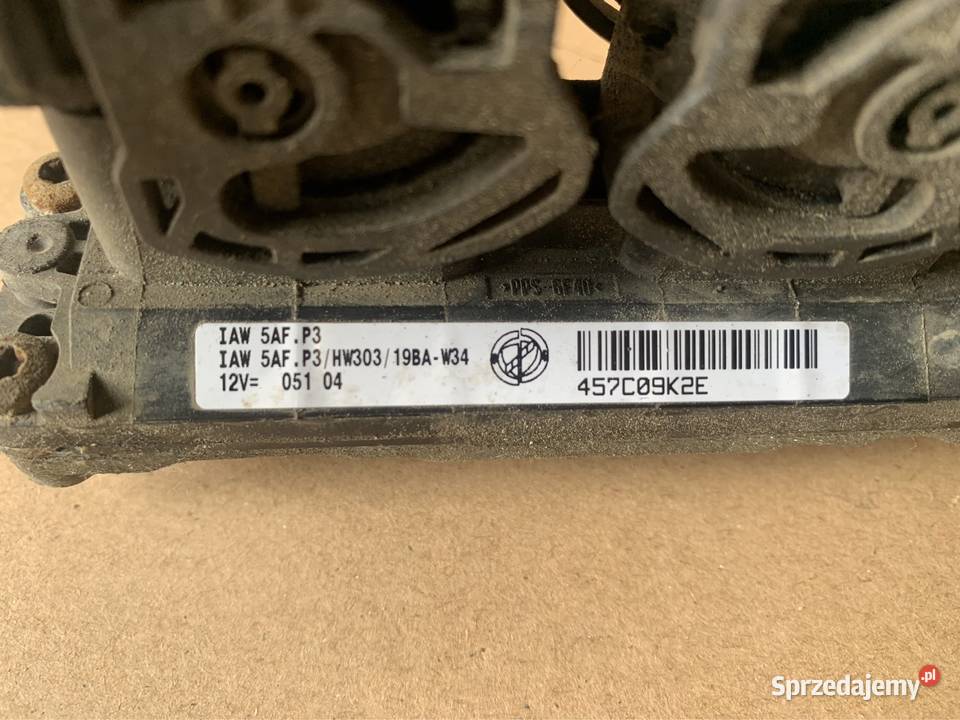 >PPS-GF40<
IAW 5AF.P3
IAW 5AF.P3/HW303/19BA-W34
12V= 051 04
457C09K2E
Sprzedajemy.pl